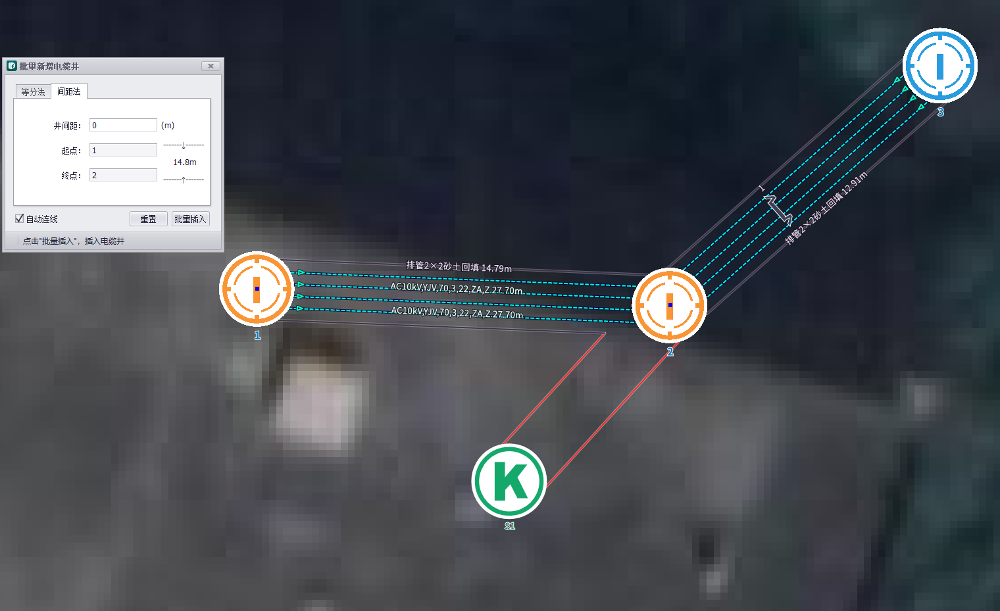 批量新增电缆井
等分法
间距法
井间距：
0
(m)
起点：
1
-------↓-------
14.8m
终点：
2
-------↑-------
自动连线
重置
批量插入
点击"批量插入"，插入电缆井
3
1
排管2×2砂土回填 12.91m
排管2×2砂土回填 14.79m
AC10kV,YJV,70,3,22,ZA,Z.27.70m
AC10kV,YJV,70,3,22,ZA,Z.27.70m
1
2
K
S1